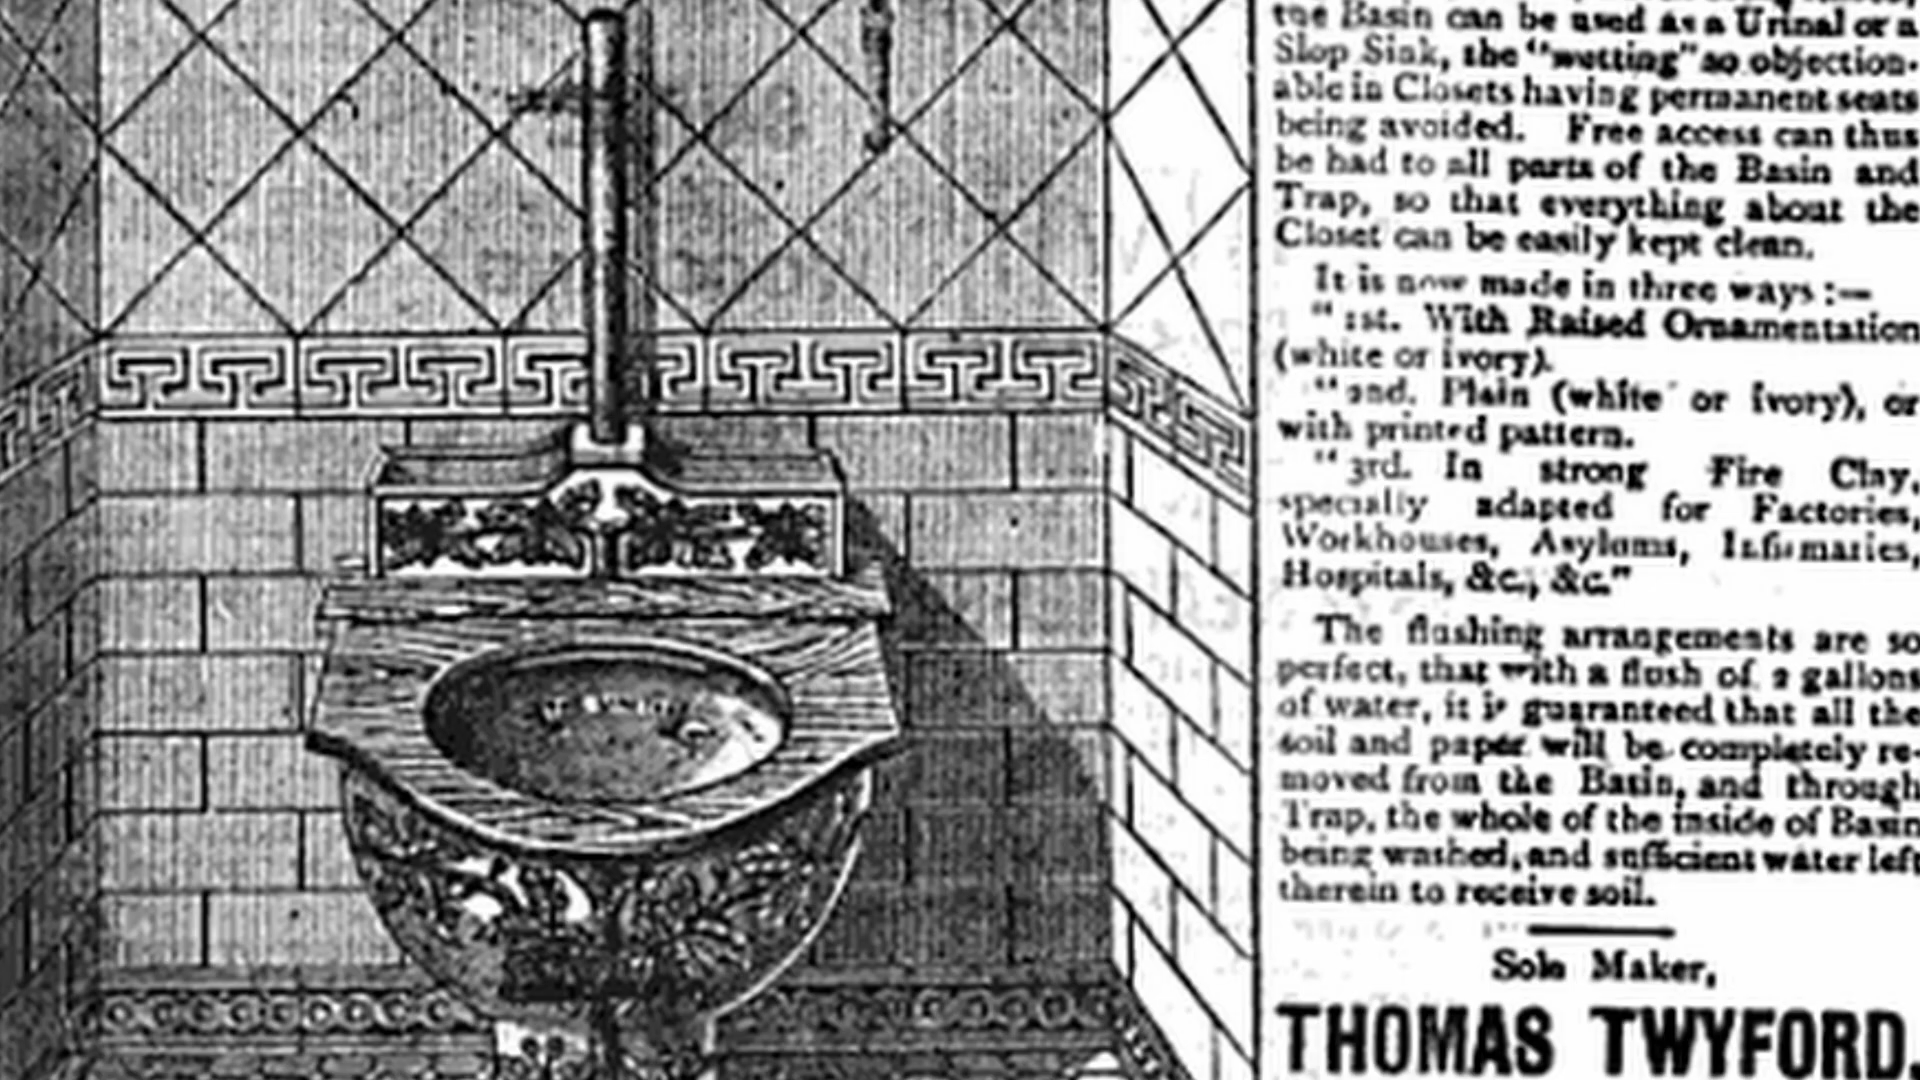 the Basin can be used as a Urinal or a
Slop Sink, the "wetting" so objection-
able in Closets having permanent seats
being avoided. Free access can thus
be had to all parts of the Basin and
Trap, so that everything about the
Closet can be easily kept clean.
It is now made in three ways :—
"1st. With Raised Ornamentation
(white or ivory).
"2nd. Plain (white or ivory), or
with printed pattern.
"3rd. In strong Fire Clay,
specially adapted for Factories,
Workhouses, Asylums, Infirmaries,
Hospitals, &c., &c."
The flushing arrangements are so
perfect, that with a flush of 2 gallons
of water, it is guaranteed that all the
soil and paper will be completely re-
moved from the Basin, and through
Trap, the whole of the inside of Basin
being washed, and sufficient water left
therein to receive soil.
Sole Maker,
THOMAS TWYFORD,